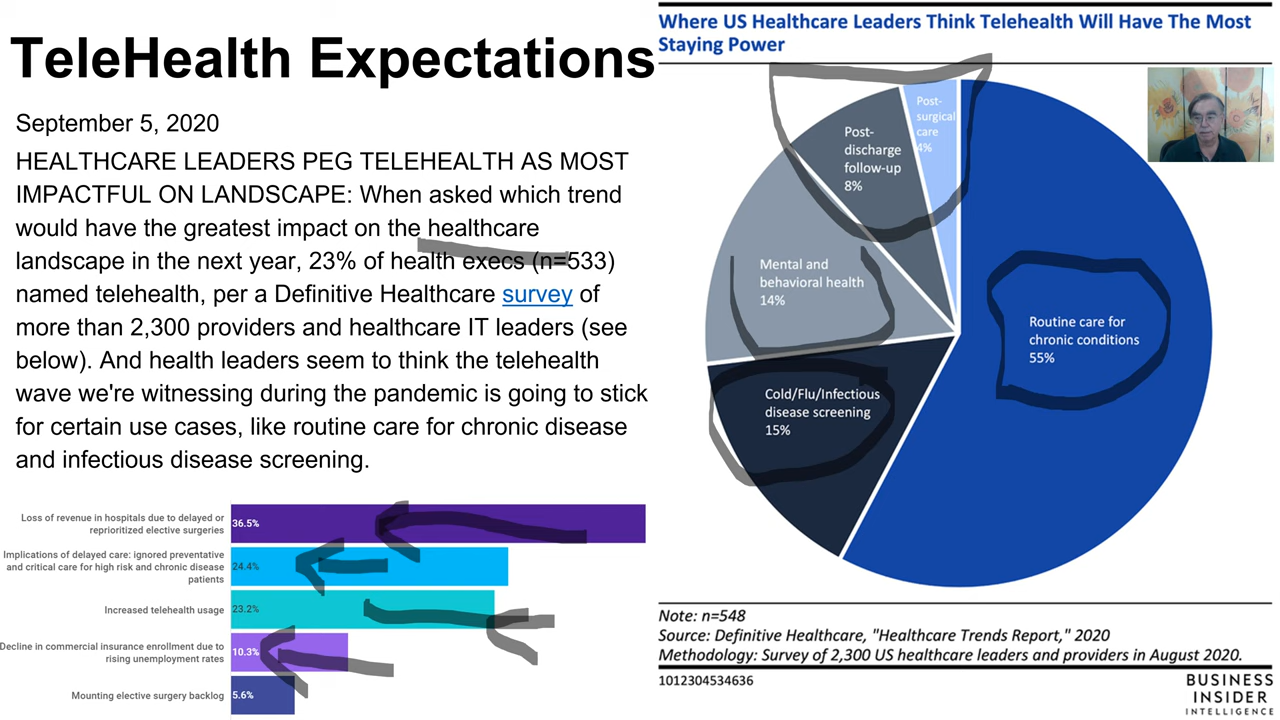 TeleHealth Expectations
September 5, 2020
HEALTHCARE LEADERS PEG TELEHEALTH AS MOST
IMPACTFUL ON LANDSCAPE: When asked which trend
would have the greatest impact on the healthcare
landscape in the next year, 23% of health execs (n=533)
named telehealth, per a Definitive Healthcare survey of
more than 2,300 providers and healthcare IT leaders (see
below). And health leaders seem to think the telehealth
wave we're witnessing during the pandemic is going to stick
for certain use cases, like routine care for chronic disease
and infectious disease screening.
Loss of revenue in hospitals due to delayed or
reprioritized elective surgeries
36.5%
Implications of delayed care: ignored preventative
and critical care for high risk and chronic disease
patients
24.4%
Increased telehealth usage
23.2%
Decline in commercial insurance enrollment due to
rising unemployment rates
10.3%
Mounting elective surgery backlog
5.6%
Where US Healthcare Leaders Think Telehealth Will Have The Most
Staying Power
Post-
surgical
care
4%
Post-
discharge
follow-up
8%
Mental and
behavioral health
14%
Cold/Flu/Infectious
disease screening
15%
Routine care for
chronic conditions
55%
Note: n=548
Source: Definitive Healthcare, "Healthcare Trends Report," 2020
Methodology: Survey of 2,300 US healthcare leaders and providers in August 2020.
1012304534636
BUSINESS
INSIDER
INTELLIGENCE